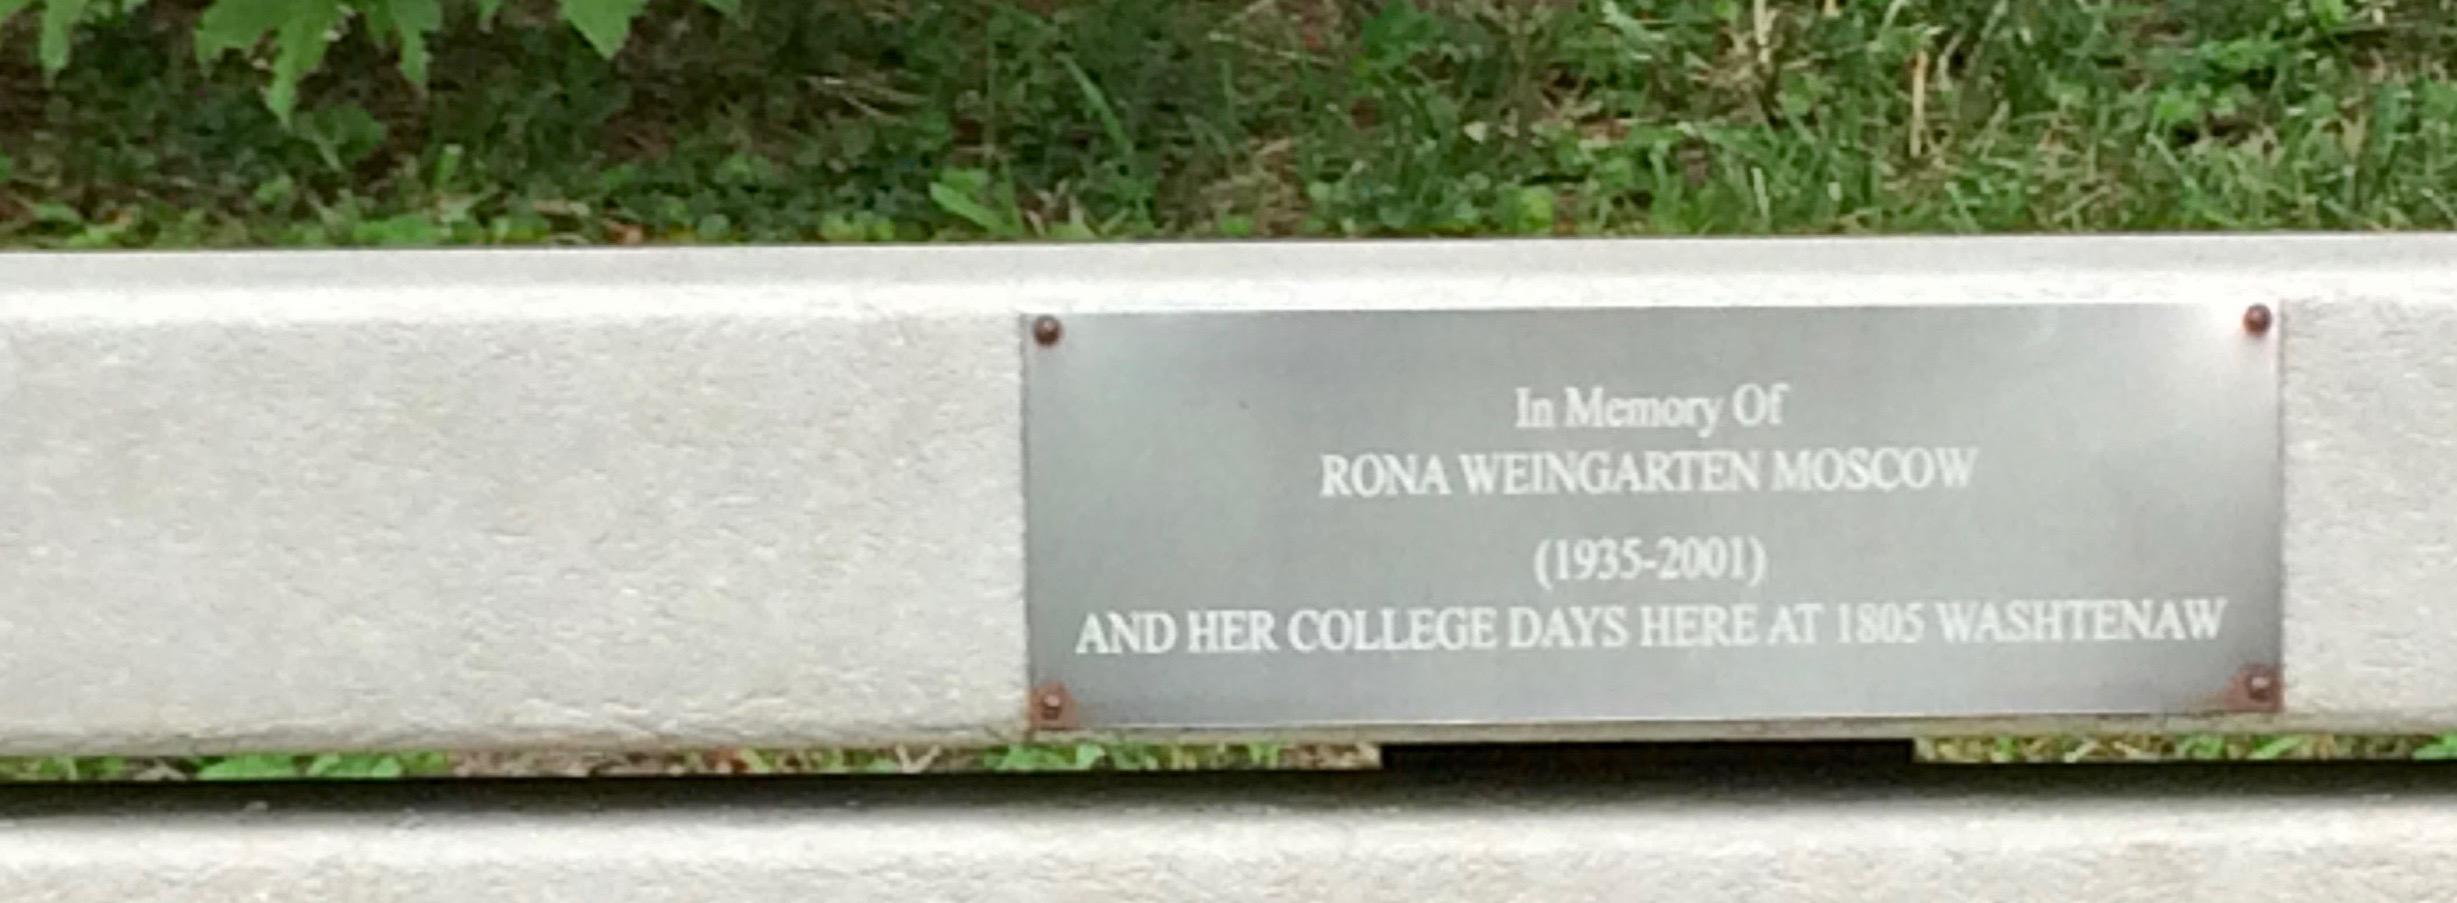 In Memory Of
RONA WEINGARTEN MOSCOW
(1935-2001)
AND HER COLLEGE DAYS HERE AT 1805 WASHTENAW